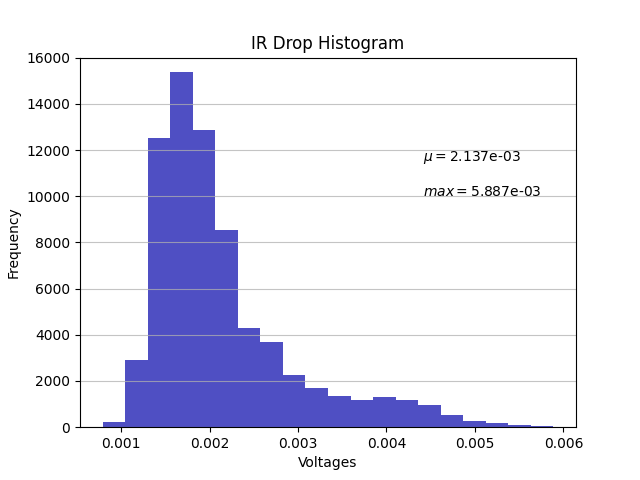 IR Drop Histogram
16000
14000
12000
10000
8000
6000
4000
2000
0
Frequency
μ = 2.137e-03
max = 5.887e-03
0.001 0.002 0.003 0.004 0.005 0.006
Voltages